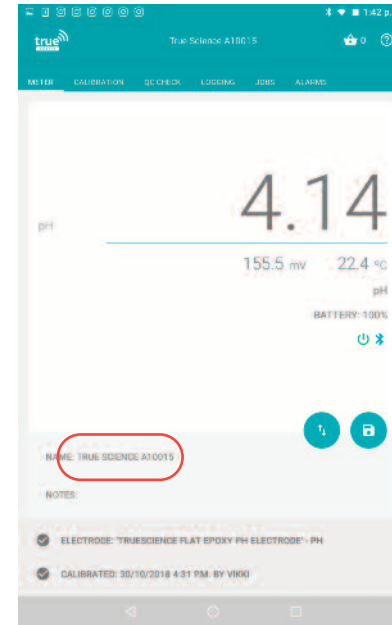 1:42 p.
true
True Science A10015
0
METER CALIBRATION QC CHECK LOGGING JOBS ALARMS
4.14
pH
155.5 mv 22.4 ºC
pH
BATTERY: 100%
NAME: TRUE SCIENCE A10015
NOTES:
ELECTRODE: "TRUESCIENCE FLAT EPOXY PH ELECTRODE" - PH
CALIBRATED: 30/10/2018 4:31 PM. BY VIKKI